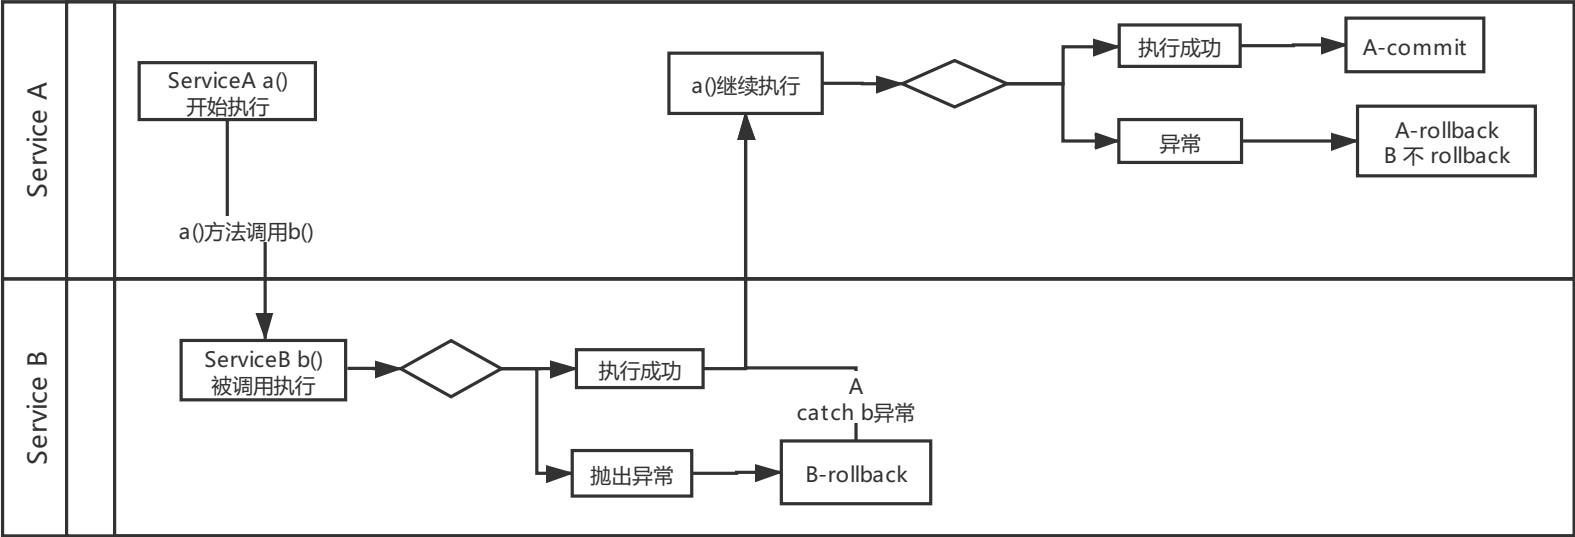 Service A
ServiceA a()
开始执行
a()方法调用b()
a()继续执行
执行成功
A-commit
异常
A-rollback
B 不 rollback
Service B
ServiceB b()
被调用执行
执行成功
A
catch b异常
抛出异常
B-rollback